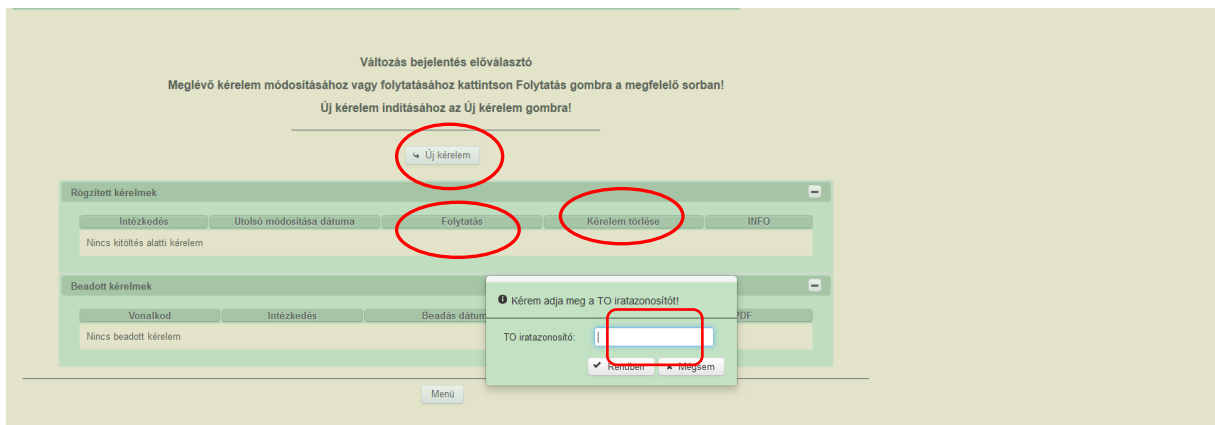 Változás bejelentés előválasztó
Meglévő kérelem módosításához vagy folytatásához kattintson Folytatás gombra a megfelelő sorban!
Új kérelem indításához az Új kérelem gombra!
Új kérelem
Rögzített kérelmek
Intézkedés Utolsó módosítása dátuma Folytatás Kérelem törlése INFO
Nincs kitöltés alatti kérelem
Beadott kérelmek
Vonalkod Intézkedés Beadás dátum PDF
Nincs beadott kérelem
Kérem adja meg a TO iratazonosítót!
TO iratazonosító:
Rendben Mégsem
Menü